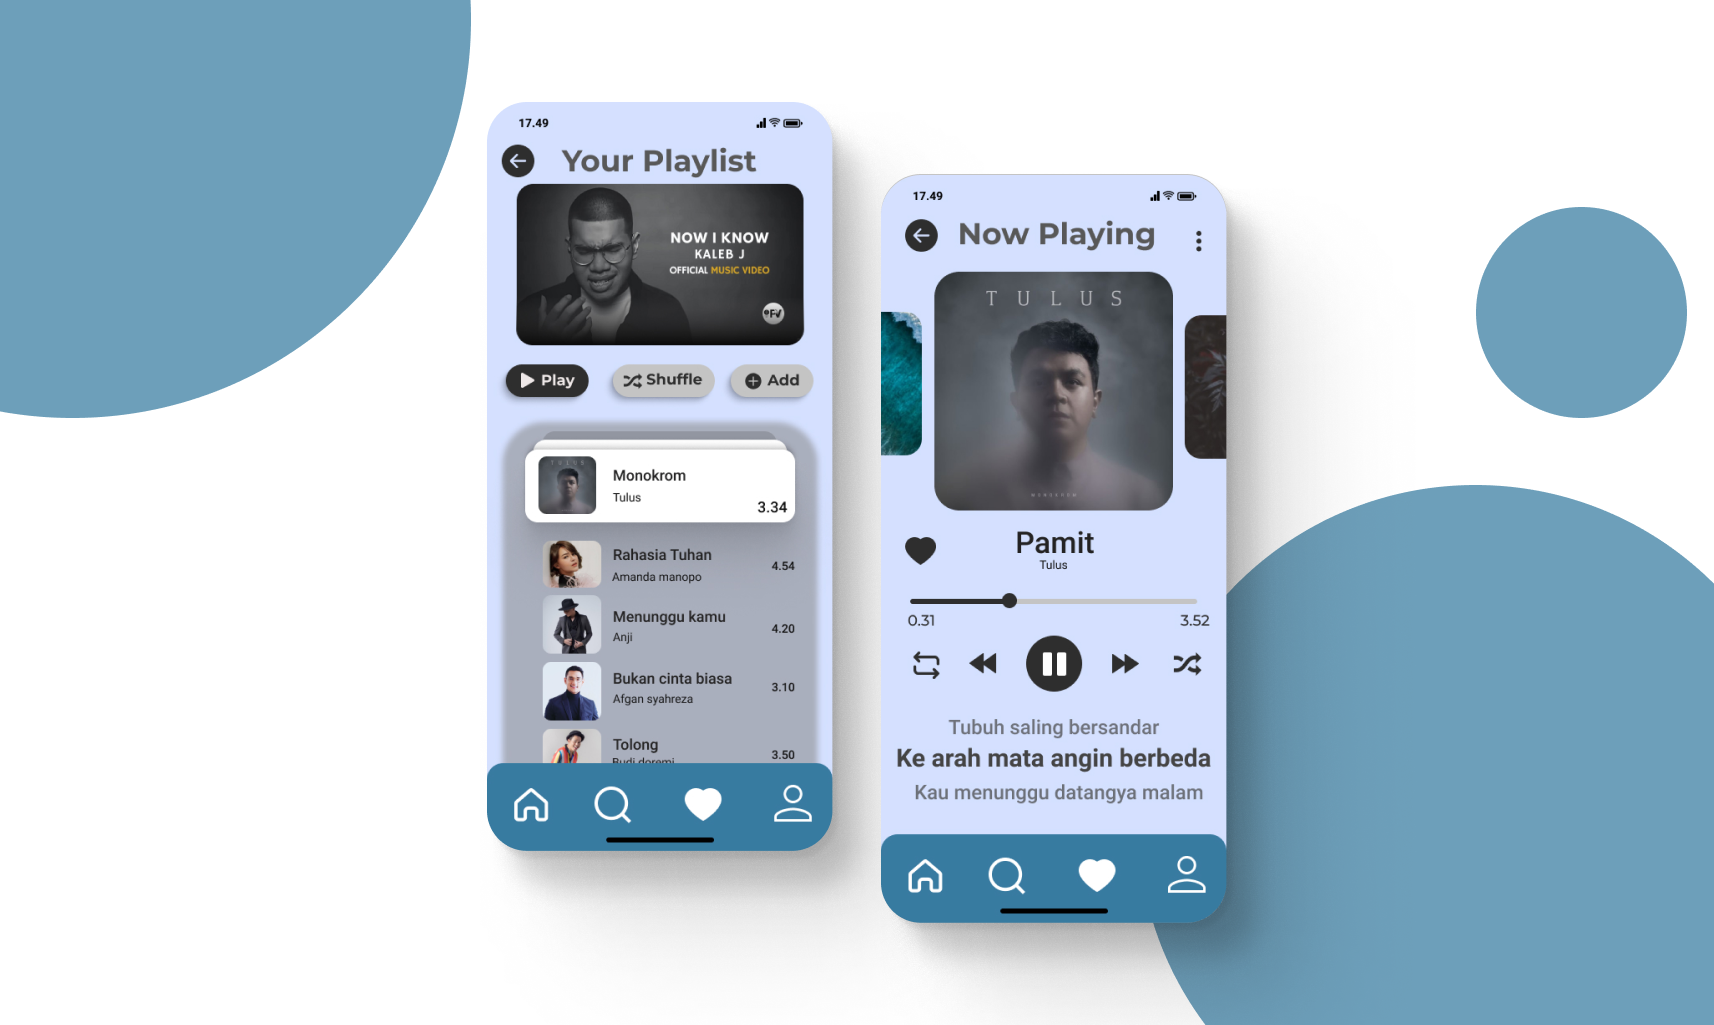 17.49
Your Playlist
NOW I KNOW
KALEB J
OFFICIAL MUSIC VIDEO
Play
Shuffle
Add
TULUS
Monokrom
Tulus
3.34
Rahasia Tuhan
Amanda manopo
4.54
Menunggu kamu
Anji
4.20
Bukan cinta biasa
Afgan syahreza
3.10
Tolong
Budi doremi
3.50
17.49
Now Playing
TULUS
MONOKROM
Pamit
Tulus
0.31
3.52
Tubuh saling bersandar
Ke arah mata angin berbeda
Kau menunggu datangya malam